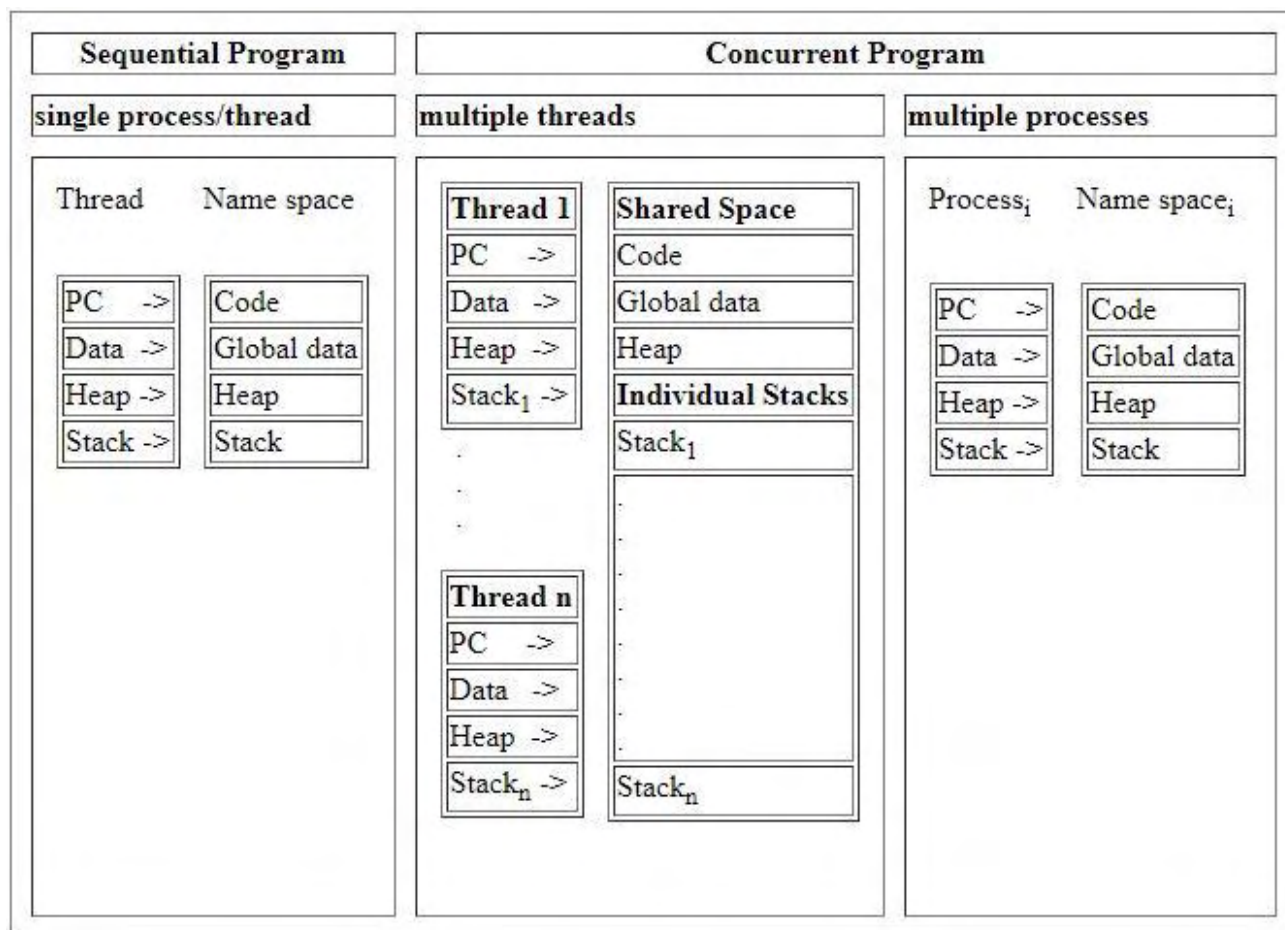 Sequential Program
Concurrent Program
single process/thread
multiple threads
multiple processes
Thread Name space
PC -> Code
Data -> Global data
Heap -> Heap
Stack -> Stack
Thread 1
PC ->
Data ->
Heap ->
Stack1 ->
.
.
.
Thread n
PC ->
Data ->
Heap ->
Stackn ->
Shared Space
Code
Global data
Heap
Individual Stacks
Stack1
.
.
.
.
.
.
.
.
Stackn
Processi Name spacei
PC -> Code
Data -> Global data
Heap -> Heap
Stack -> Stack